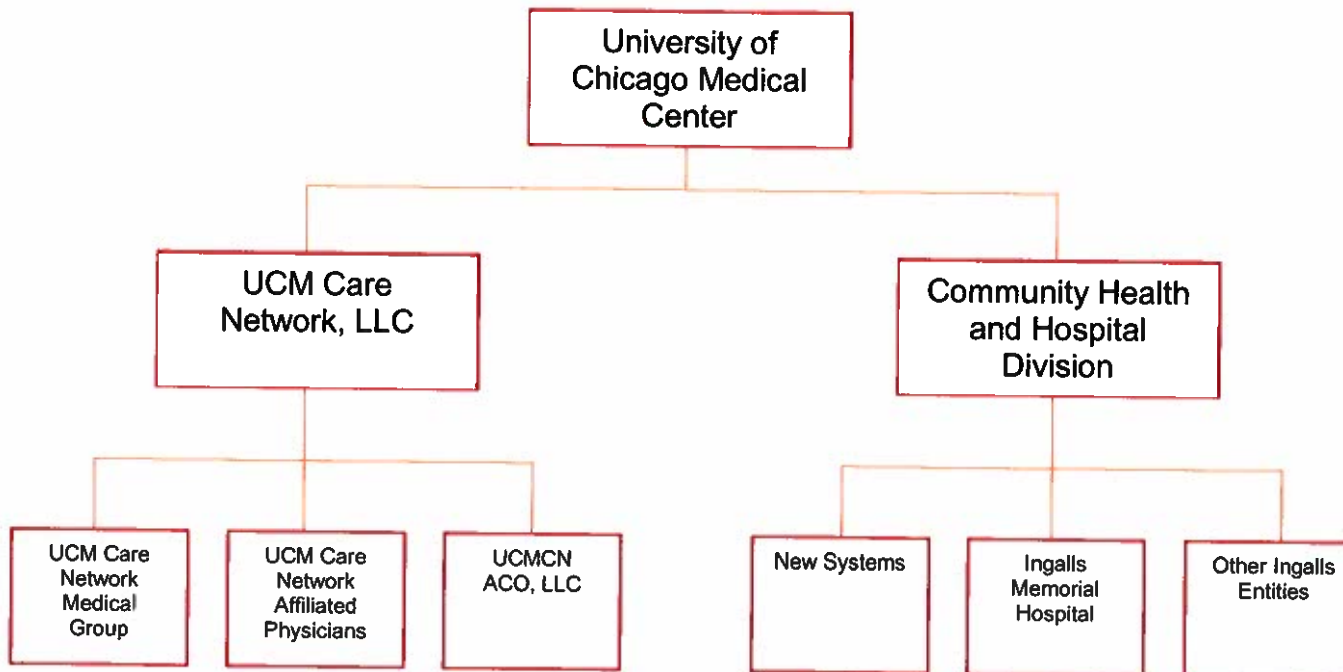 University of
Chicago Medical
Center
UCM Care
Network, LLC
Community Health
and Hospital
Division
UCM Care
Network
Medical
Group
UCM Care
Network
Affiliated
Physicians
UCMCN
ACO, LLC
New Systems
Ingalls
Memorial
Hospital
Other Ingalls
Entities